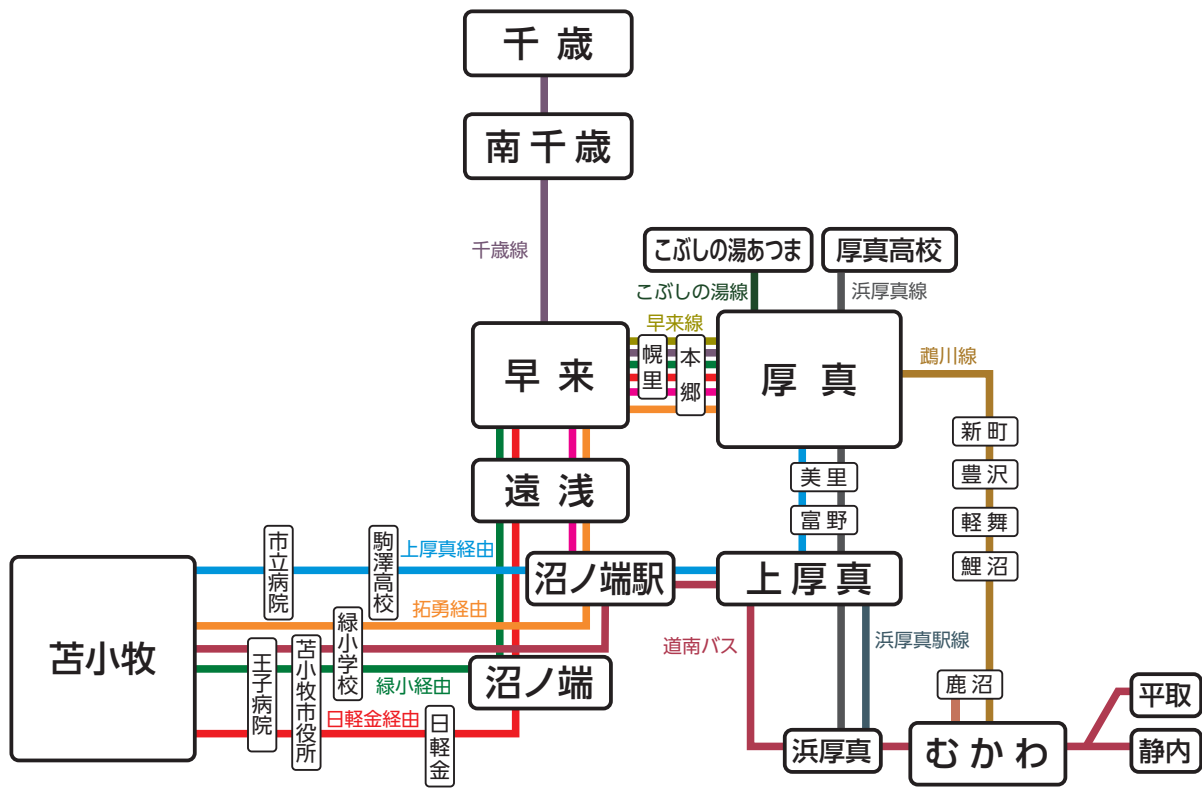 千歳
南千歳
千歳線
こぶしの湯あつま
厚真高校
こぶしの湯線
浜厚真線
早来線
早来
幌里
本郷
厚真
鵡川線
新町
豊沢
軽舞
鯉沼
遠浅
美里
富野
市立病院
駒澤高校
上厚真経由
沼ノ端駅
上厚真
拓勇経由
苫小牧
緑小学校
王子病院
苫小牧市役所
緑小経由
沼ノ端
道南バス
浜厚真駅線
鹿沼
日軽金経由
日軽金
浜厚真
むかわ
平取
静内